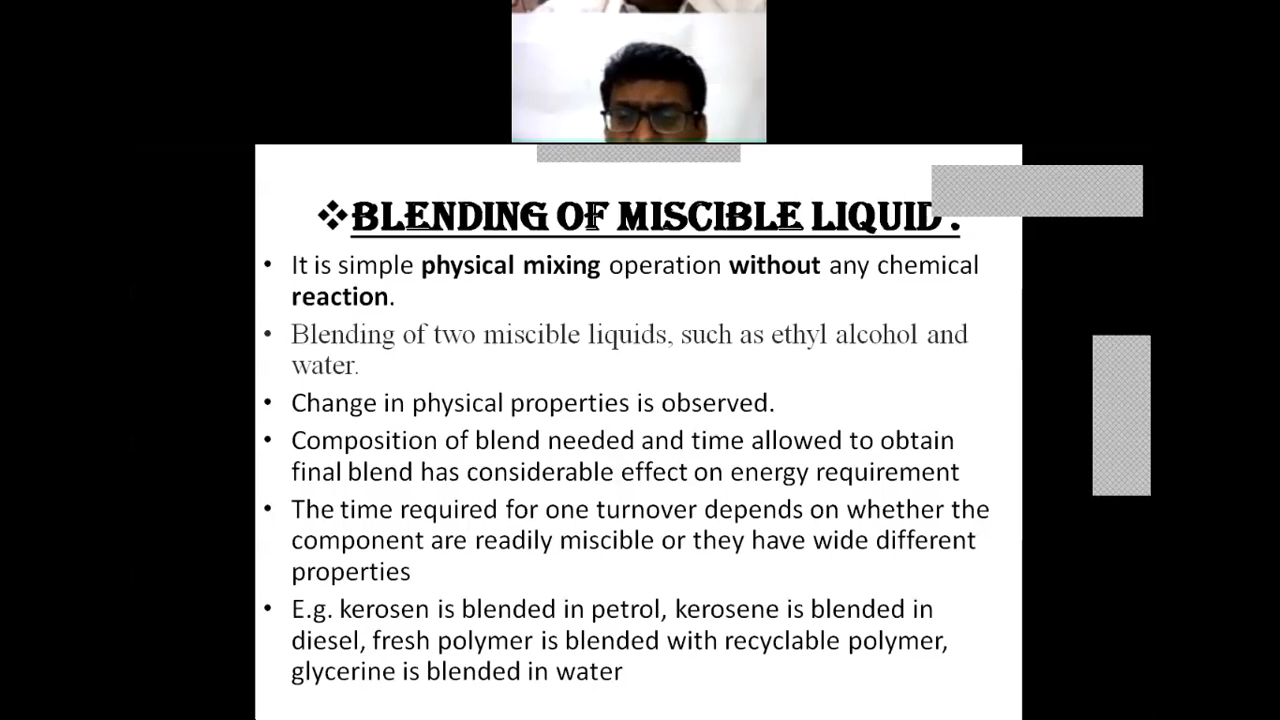 ❖BLENDING OF MISCIBLE LIQUID :
• It is simple physical mixing operation without any chemical
reaction.
• Blending of two miscible liquids, such as ethyl alcohol and
water.
• Change in physical properties is observed.
• Composition of blend needed and time allowed to obtain
final blend has considerable effect on energy requirement
• The time required for one turnover depends on whether the
component are readily miscible or they have wide different
properties
• E.g. kerosen is blended in petrol, kerosene is blended in
diesel, fresh polymer is blended with recyclable polymer,
glycerine is blended in water